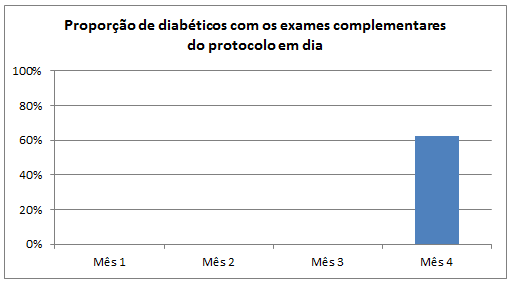 Proporção de diabéticos com os exames complementares
do protocolo em dia
100%
80%
60%
40%
20%
0%
Mês 1 Mês 2 Mês 3 Mês 4